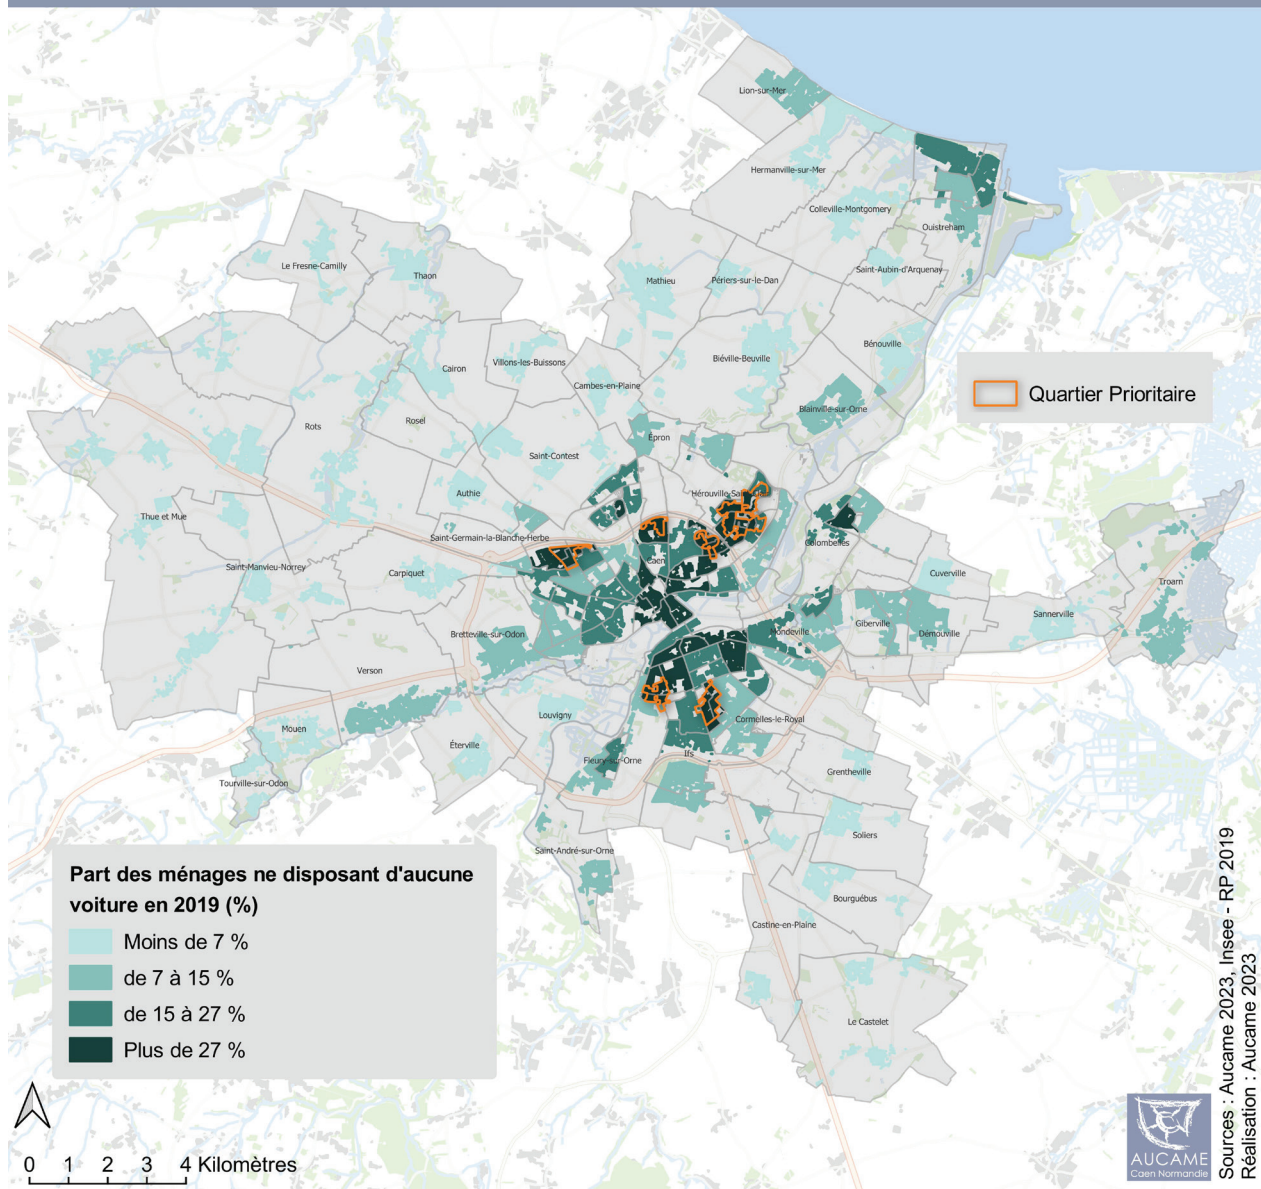 Lion-sur-Mer
Hermanville-sur-Mer
Colleville-Montgomery
Ouistreham
Le Fresne-Camilly
Thaon
Mathieu
Périers-sur-le-Dan
Saint-Aubin-d'Arquenay
Bénouville
Biéville-Beuville
Villons-les-Buissons
Cairon
Cambes-en-Plaine
Quartier Prioritaire
Blainville-sur-Orne
Rots
Rosel
Épron
Saint-Contest
Authie
Hérouville-Saint-Clair
Thue et Mue
Saint-Germain-la-Blanche-Herbe
Colombelles
Caen
Saint-Manvieu-Norrey
Carpiquet
Cuverville
Troarn
Sannerville
Giberville
Démouville
Mondeville
Bretteville-sur-Odon
Verson
Louvigny
Cormelles-le-Royal
Mouen
Éterville
Ifs
Fleury-sur-Orne
Grentheville
Tourville-sur-Odon
Soliers
Saint-André-sur-Orne
Bourguébus
Castine-en-Plaine
Le Castelet
Part des ménages ne disposant d'aucune
voiture en 2019 (%)
Moins de 7 %
de 7 à 15 %
de 15 à 27 %
Plus de 27 %
0 1 2 3 4 Kilomètres
AUCAME
Caen Normandie
Sources : Aucame 2023, Insee - RP 2019
Réalisation : Aucame 2023